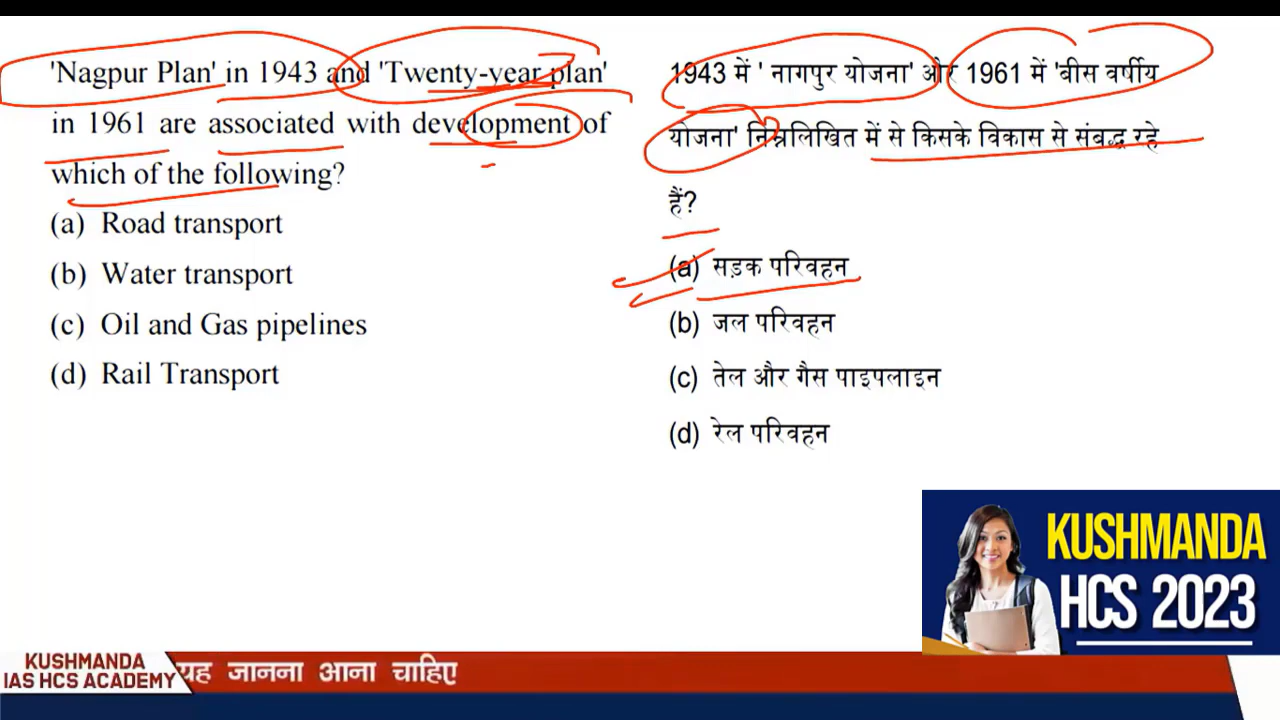 'Nagpur Plan' in 1943 and 'Twenty-year plan'
in 1961 are associated with development of
which of the following?
(a) Road transport
(b) Water transport
(c) Oil and Gas pipelines
(d) Rail Transport
1943 में ' नागपुर योजना' और 1961 में 'बीस वर्षीय
योजना' निम्नलिखित में से किसके विकास से संबद्ध रहे
हैं?
(a) सड़क परिवहन
(b) जल परिवहन
(c) तेल और गैस पाइपलाइन
(d) रेल परिवहन
KUSHMANDA
HCS 2023
KUSHMANDA
IAS HCS ACADEMY
यह जानना आना चाहिए